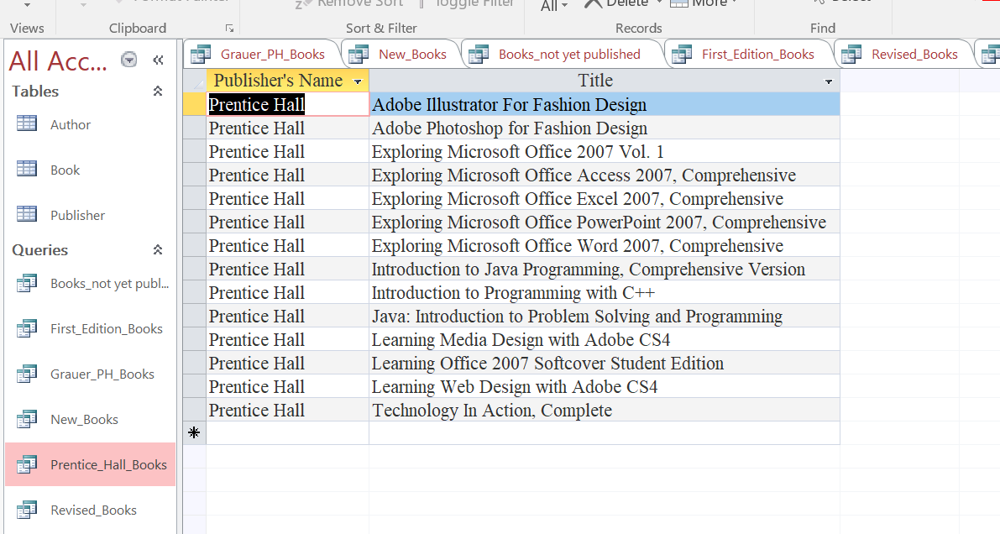 Format Painter
Remove Sort
Toggle Filter
All
Delete
More
Select
Views
Clipboard
Sort & Filter
Records
Find
All Acc...
Tables
Author
Book
Publisher
Queries
Books_not yet publ...
First_Edition_Books
Grauer_PH_Books
New_Books
Prentice_Hall_Books
Revised_Books
Grauer_PH_Books
New_Books
Books_not yet published
First_Edition_Books
Revised_Books
Publisher's Name Title
Prentice Hall Adobe Illustrator For Fashion Design
Prentice Hall Adobe Photoshop for Fashion Design
Prentice Hall Exploring Microsoft Office 2007 Vol. 1
Prentice Hall Exploring Microsoft Office Access 2007, Comprehensive
Prentice Hall Exploring Microsoft Office Excel 2007, Comprehensive
Prentice Hall Exploring Microsoft Office PowerPoint 2007, Comprehensive
Prentice Hall Exploring Microsoft Office Word 2007, Comprehensive
Prentice Hall Introduction to Java Programming, Comprehensive Version
Prentice Hall Introduction to Programming with C++
Prentice Hall Java: Introduction to Problem Solving and Programming
Prentice Hall Learning Media Design with Adobe CS4
Prentice Hall Learning Office 2007 Softcover Student Edition
Prentice Hall Learning Web Design with Adobe CS4
Prentice Hall Technology In Action, Complete